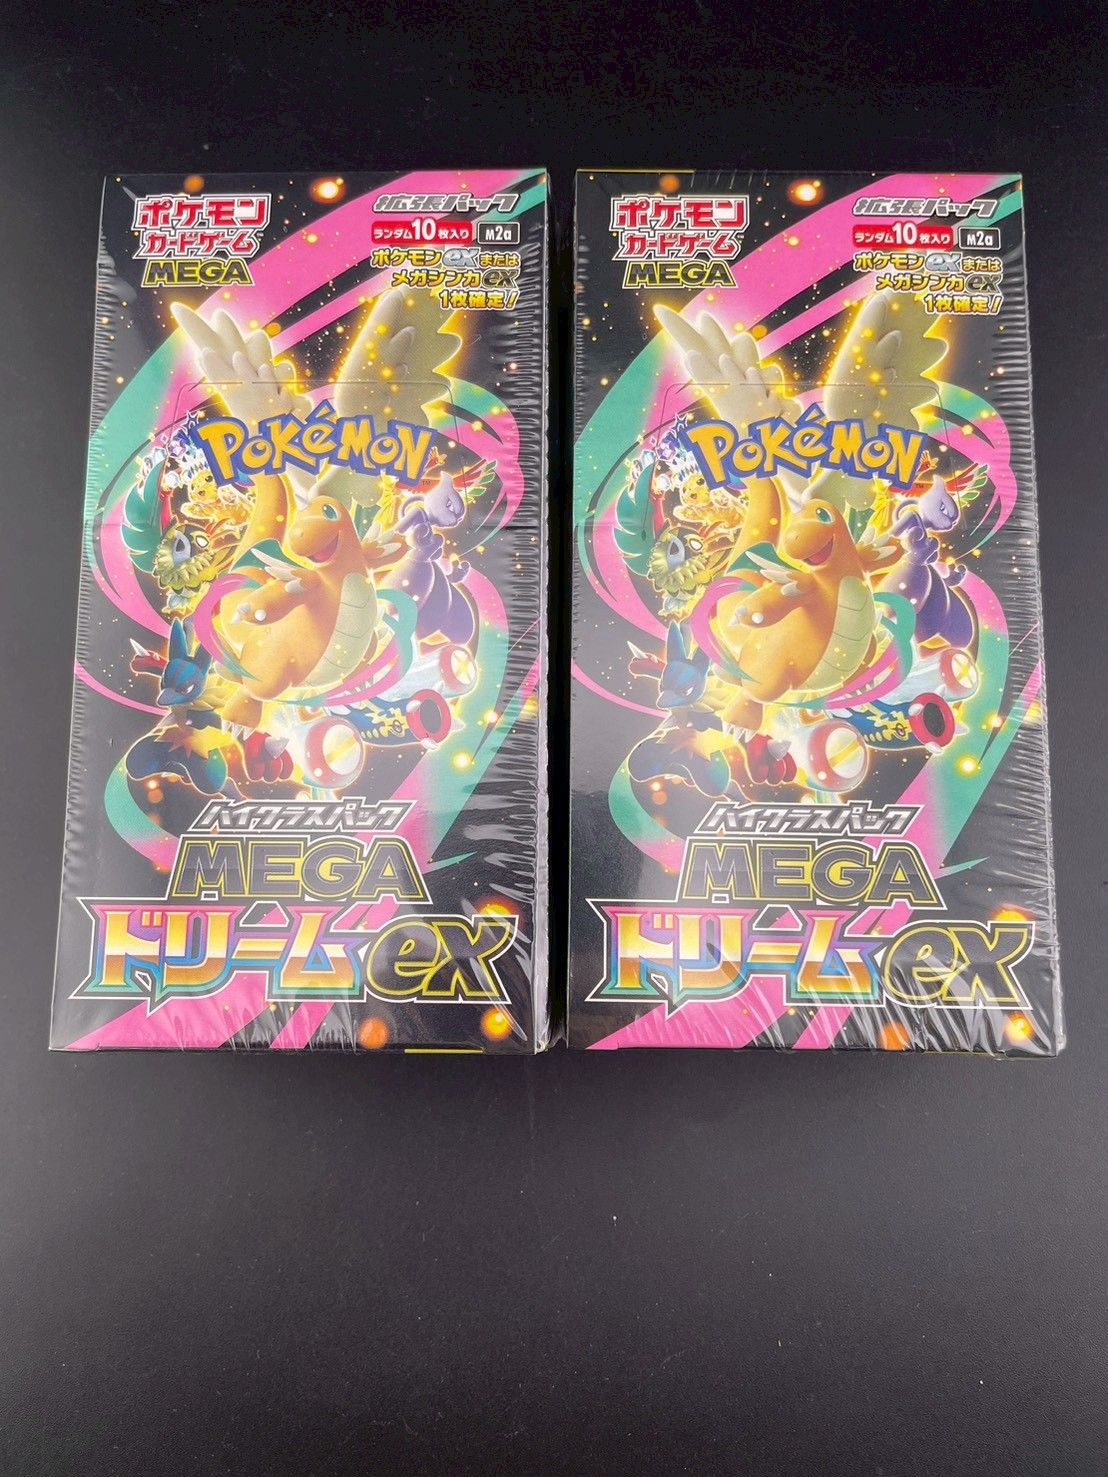 ポケモン
カードゲーム
MEGA
拡張パック
ランダム10枚入り
M2a
ポケモンexまたは
メガシンカex
1枚確定!
POKéMON
TM
ハイクラスパック
MEGA
ドリームex
ポケモン
カードゲーム
MEGA
拡張パック
ランダム10枚入り
M2a
ポケモンexまたは
メガシンカex
1枚確定!
POKéMON
TM
ハイクラスパック
MEGA
ドリームex